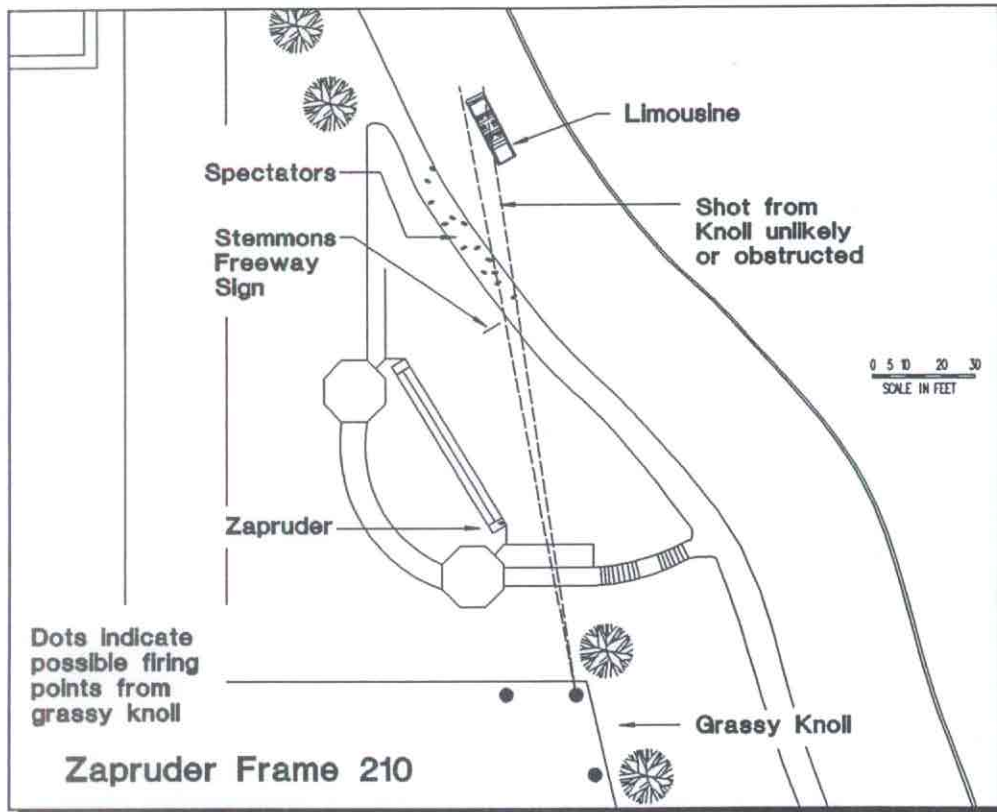 Limousine
Spectators
Shot from
Knoll unlikely
or obstructed
Stemmons
Freeway
Sign
0 5 10 20 30
SCALE IN FEET
Zapruder
Dots indicate
possible firing
points from
grassy knoll
Grassy Knoll
Zapruder Frame 210